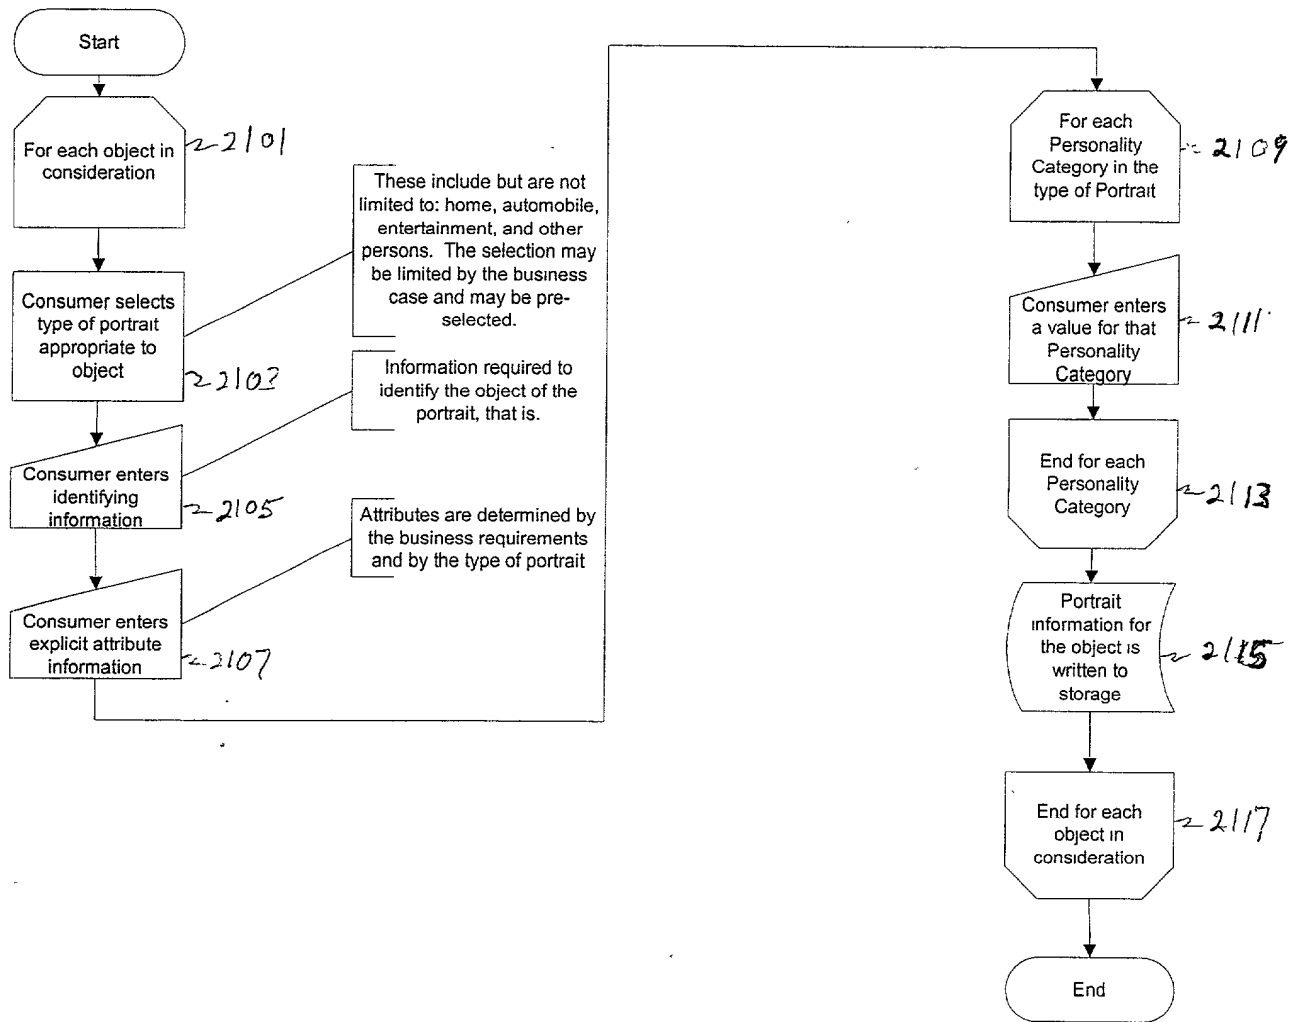 Start
For each object in
consideration
2101
Consumer selects
type of portrait
appropriate to
object
2103
Consumer enters
identifying
information
2105
Consumer enters
explicit attribute
information
2107
These include but are not
limited to: home, automobile,
entertainment, and other
persons. The selection may
be limited by the business
case and may be pre-
selected.
Information required to
identify the object of the
portrait, that is.
Attributes are determined by
the business requirements
and by the type of portrait
For each
Personality
Category in the
type of Portrait
2109
Consumer enters
a value for that
Personality
Category
2111
End for each
Personality
Category
2113
Portrait
information for
the object is
written to
storage
2115
End for each
object in
consideration
2117
End